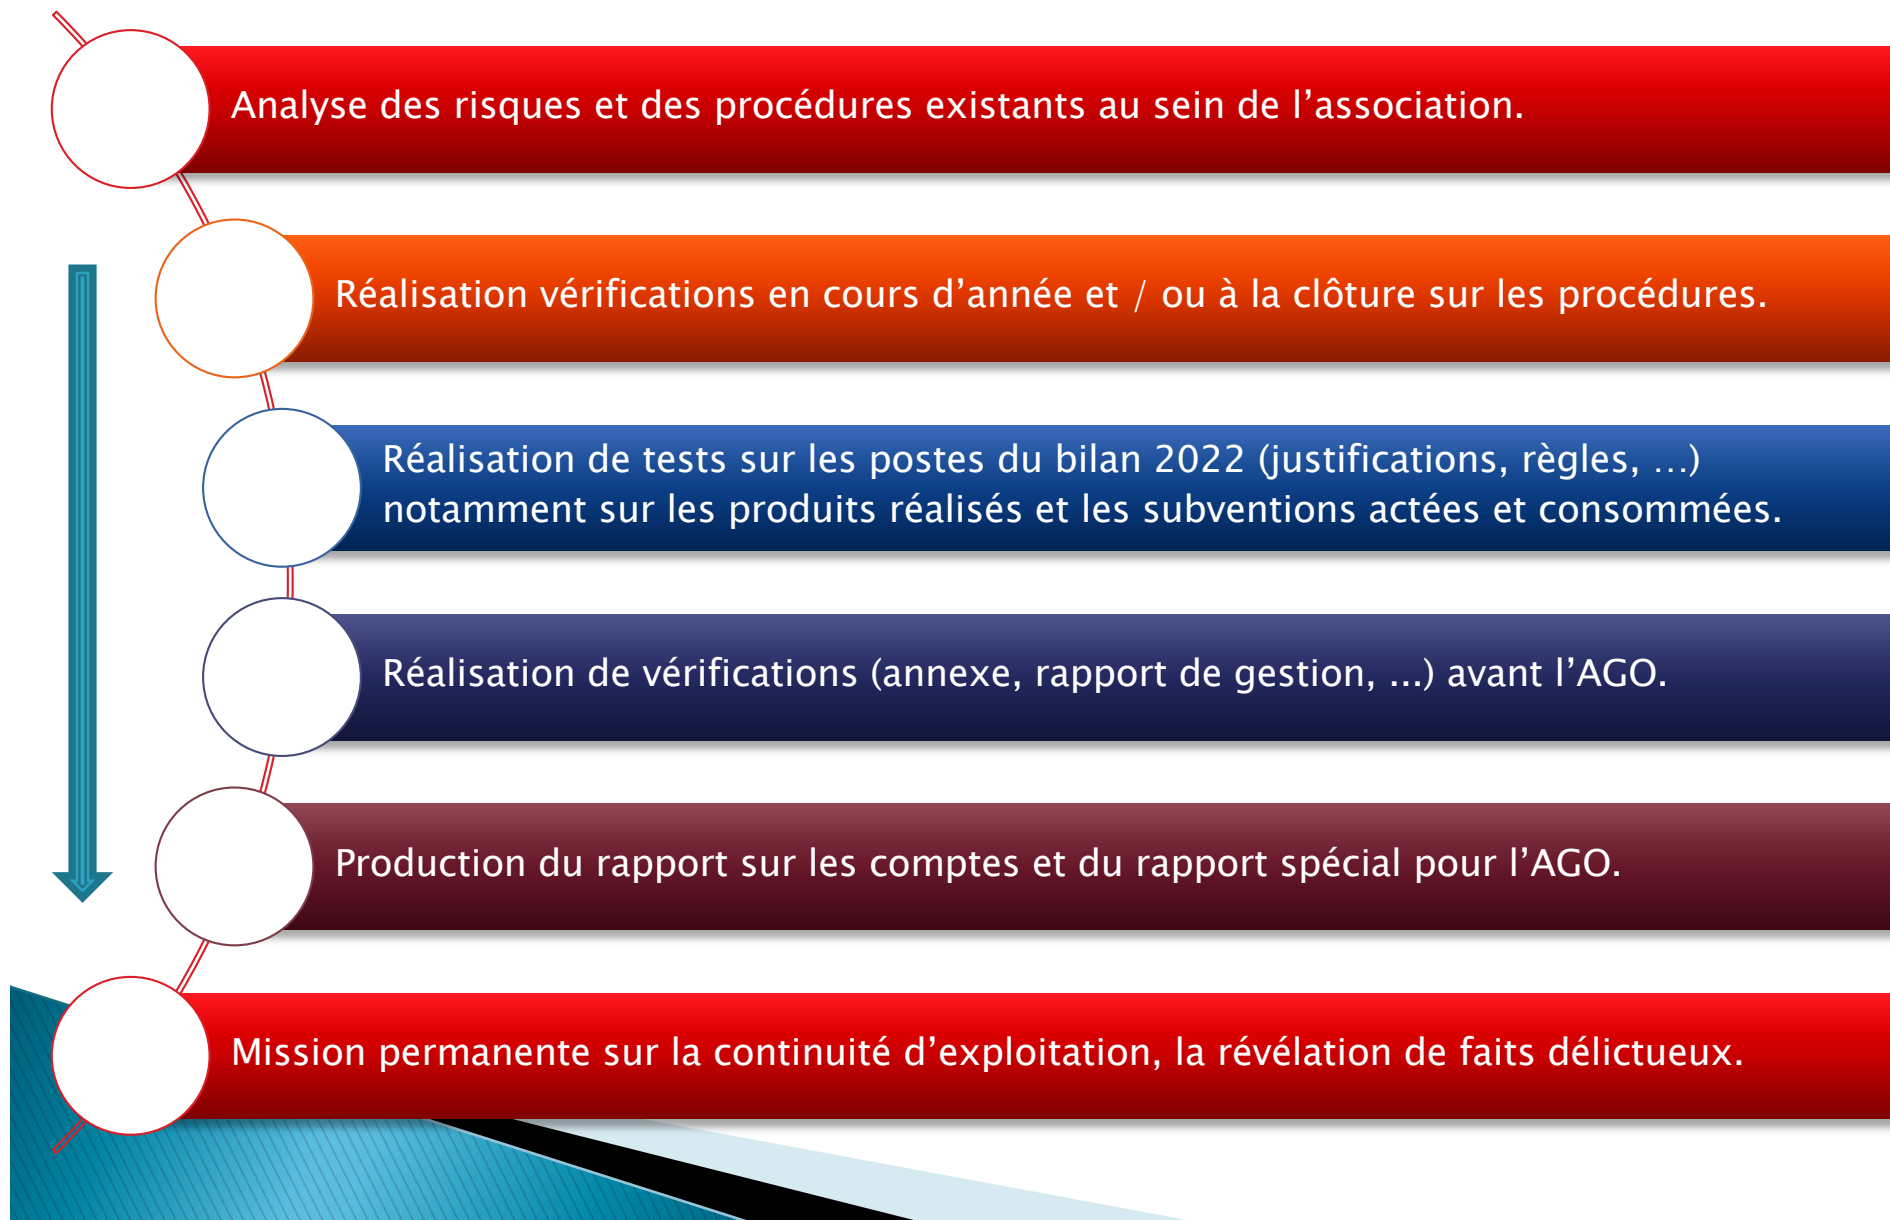 Analyse des risques et des procédures existants au sein de l’association.
Réalisation vérifications en cours d’année et / ou à la clôture sur les procédures.
Réalisation de tests sur les postes du bilan 2022 (justifications, règles, …)
notamment sur les produits réalisés et les subventions actées et consommées.
Réalisation de vérifications (annexe, rapport de gestion, ...) avant l’AGO.
Production du rapport sur les comptes et du rapport spécial pour l’AGO.
Mission permanente sur la continuité d’exploitation, la révélation de faits délictueux.